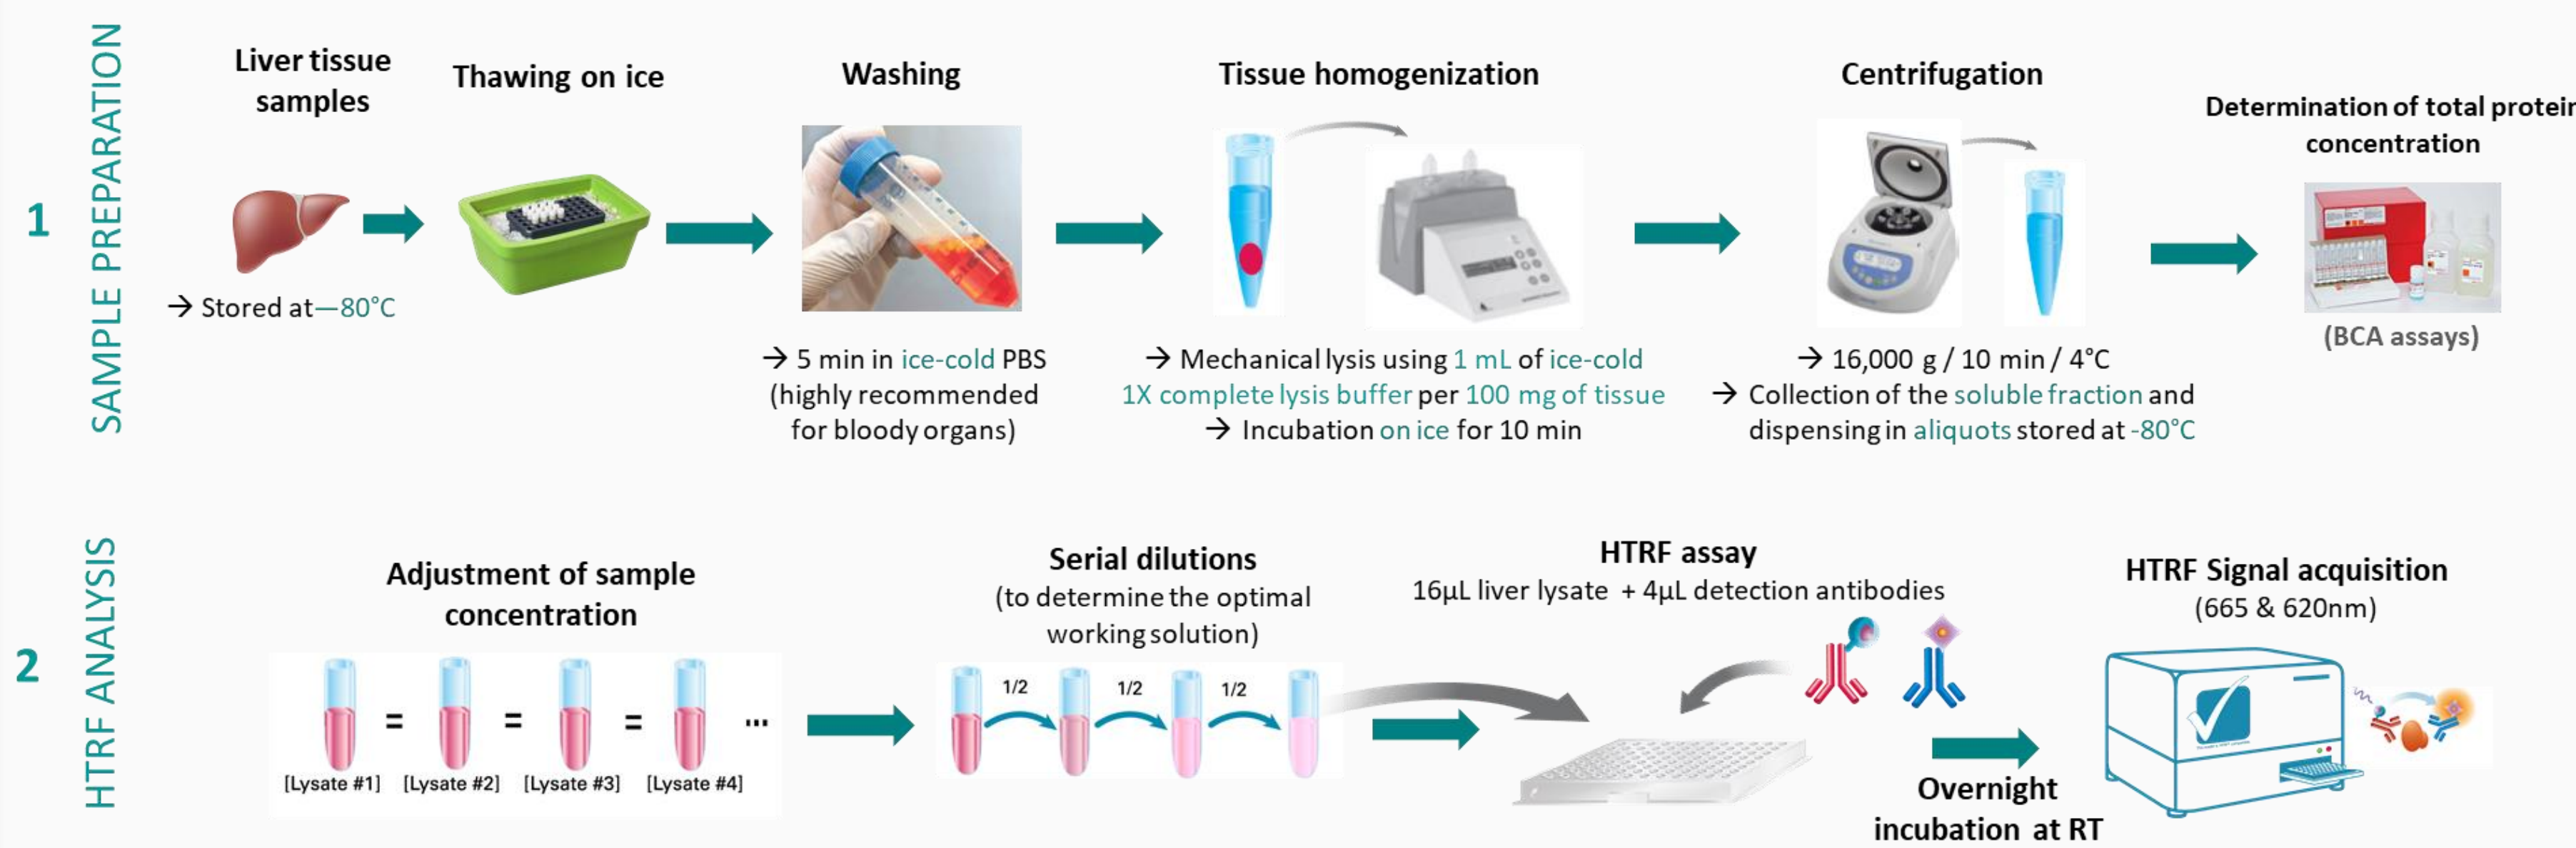 1
SAMPLE PREPARATION
Liver tissue
samples
→ Stored at—80°C
Thawing on ice
Washing
→ 5 min in ice-cold PBS
(highly recommended
for bloody organs)
Tissue homogenization
→ Mechanical lysis using 1 mL of ice-cold
1X complete lysis buffer per 100 mg of tissue
→ Incubation on ice for 10 min
Centrifugation
→ 16,000 g / 10 min / 4°C
→ Collection of the soluble fraction and
dispensing in aliquots stored at -80°C
Determination of total protein
concentration
(BCA assays)
2
HTRF ANALYSIS
Adjustment of sample
concentration
= = = ...
[Lysate #1] [Lysate #2] [Lysate #3] [Lysate #4]
Serial dilutions
(to determine the optimal
working solution)
1/2 1/2 1/2
HTRF assay
16µL liver lysate + 4µL detection antibodies
Overnight
incubation at RT
HTRF Signal acquisition
(665 & 620nm)